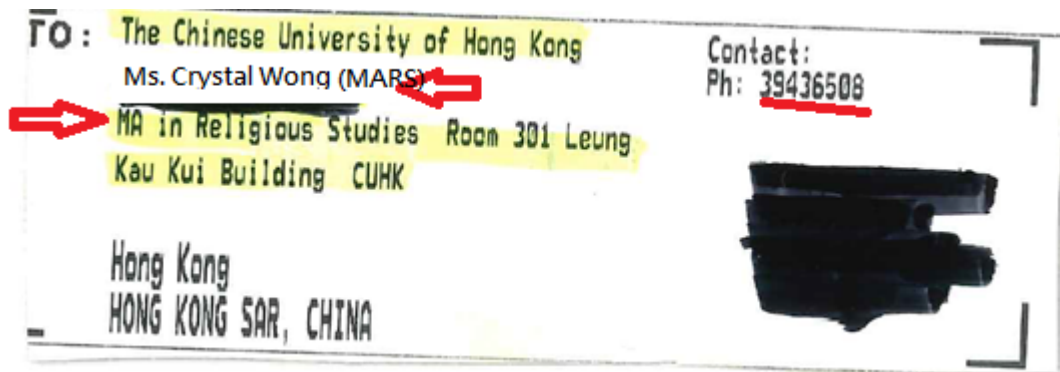 TO: The Chinese University of Hong Kong
Ms. Crystal Wong (MARS)
MA in Religious Studies Room 301 Leung
Kau Kui Building CUHK
Hong Kong
HONG KONG SAR, CHINA
Contact:
Ph: 39436508